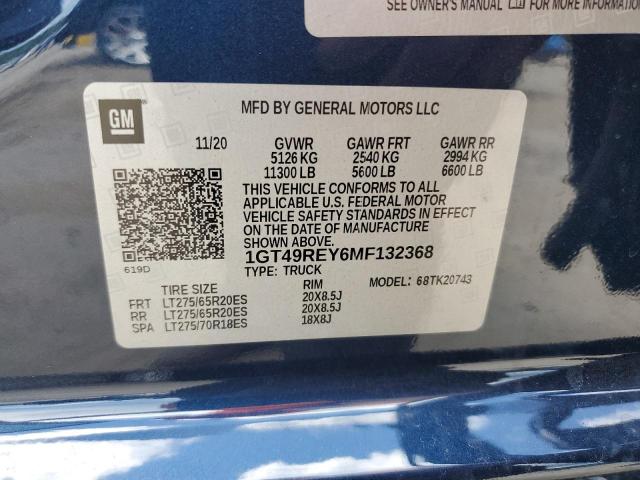 SEE OWNER'S MANUAL FOR MORE INFORMATION
GM
MFD BY GENERAL MOTORS LLC
11/20 GVWR GAWR FRT GAWR RR
5126 KG 2540 KG 2994 KG
11300 LB 5600 LB 6600 LB
THIS VEHICLE CONFORMS TO ALL
APPLICABLE U.S. FEDERAL MOTOR
VEHICLE SAFETY STANDARDS IN EFFECT
ON THE DATE OF MANUFACTURE
SHOWN ABOVE.
619D
1GT49REY6MF132368
TYPE: TRUCK MODEL: 68TK20743
TIRE SIZE RIM
FRT LT275/65R20ES 20X8.5J
RR LT275/65R20ES 20X8.5J
SPA LT275/70R18ES 18X8J